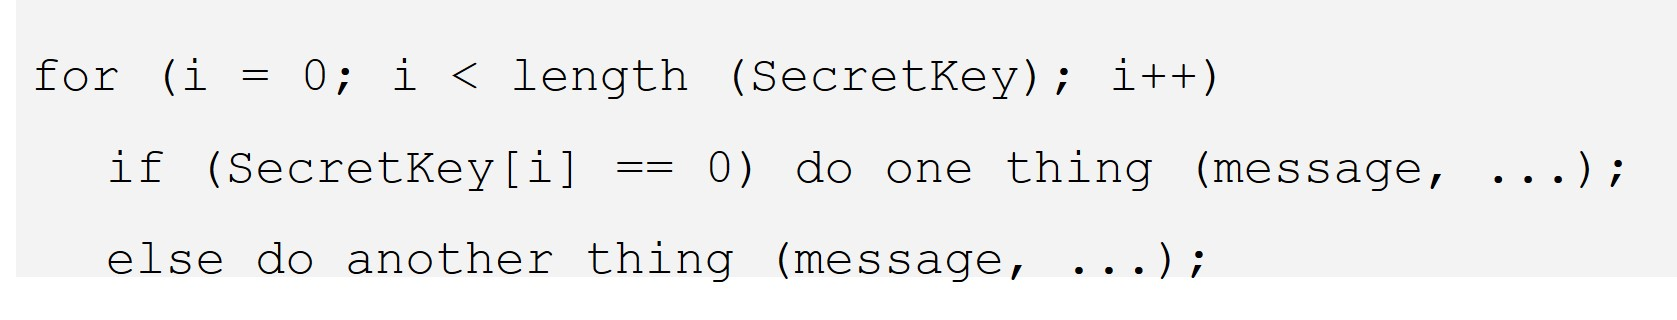 for (i = 0; i < length (SecretKey); i++)
if (SecretKey[i] == 0) do one thing (message, ...);
else do another thing (message, ...);